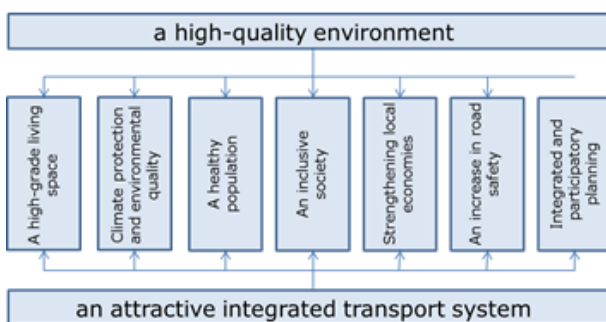 a high-quality environment
A high-grade living
space
Climate protection
and environmental
quality
A healthy
population
An inclusive
society
Strengthening local
economies
An increase in road
safety
Integrated and
participatory
planning
an attractive integrated transport system